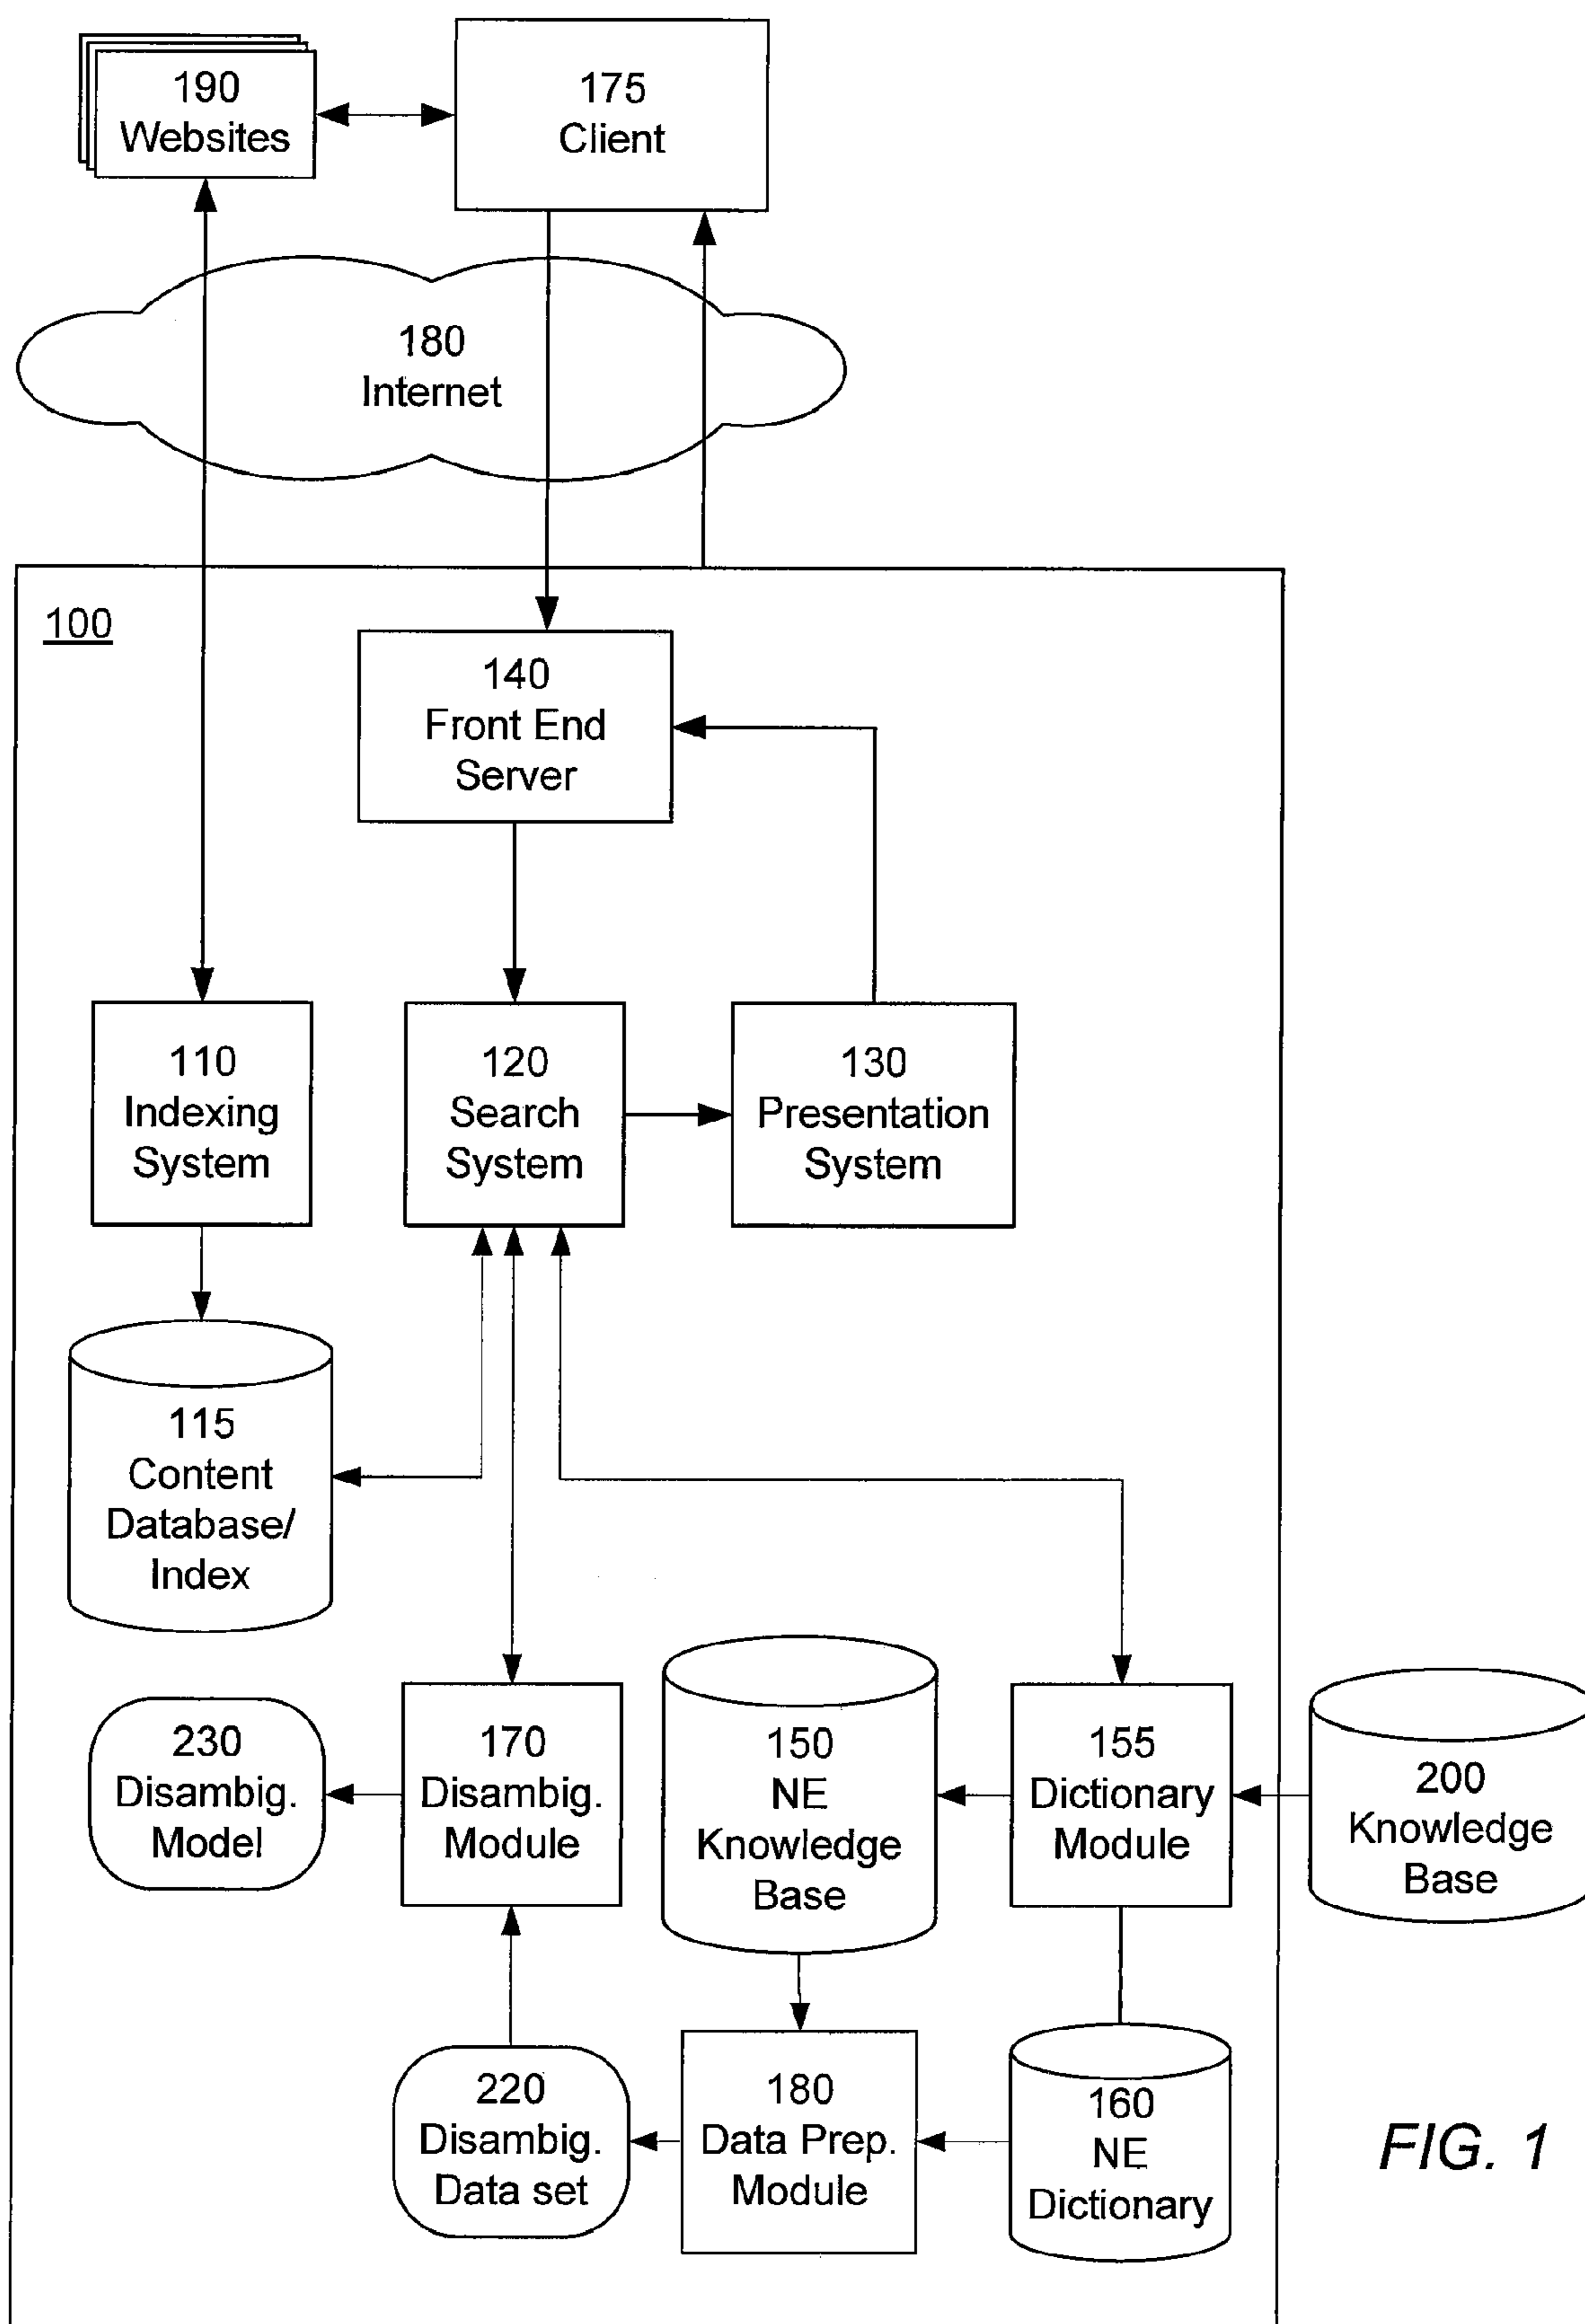 190
Websites
175
Client
180
Internet
100
140
Front End
Server
110
Indexing
System
120
Search
System
130
Presentation
System
115
Content
Database/
Index
230
Disambig.
Model
170
Disambig.
Module
150
NE
Knowledge
Base
155
Dictionary
Module
200
Knowledge
Base
220
Disambig.
Data set
180
Data Prep.
Module
160
NE
Dictionary
FIG. 1